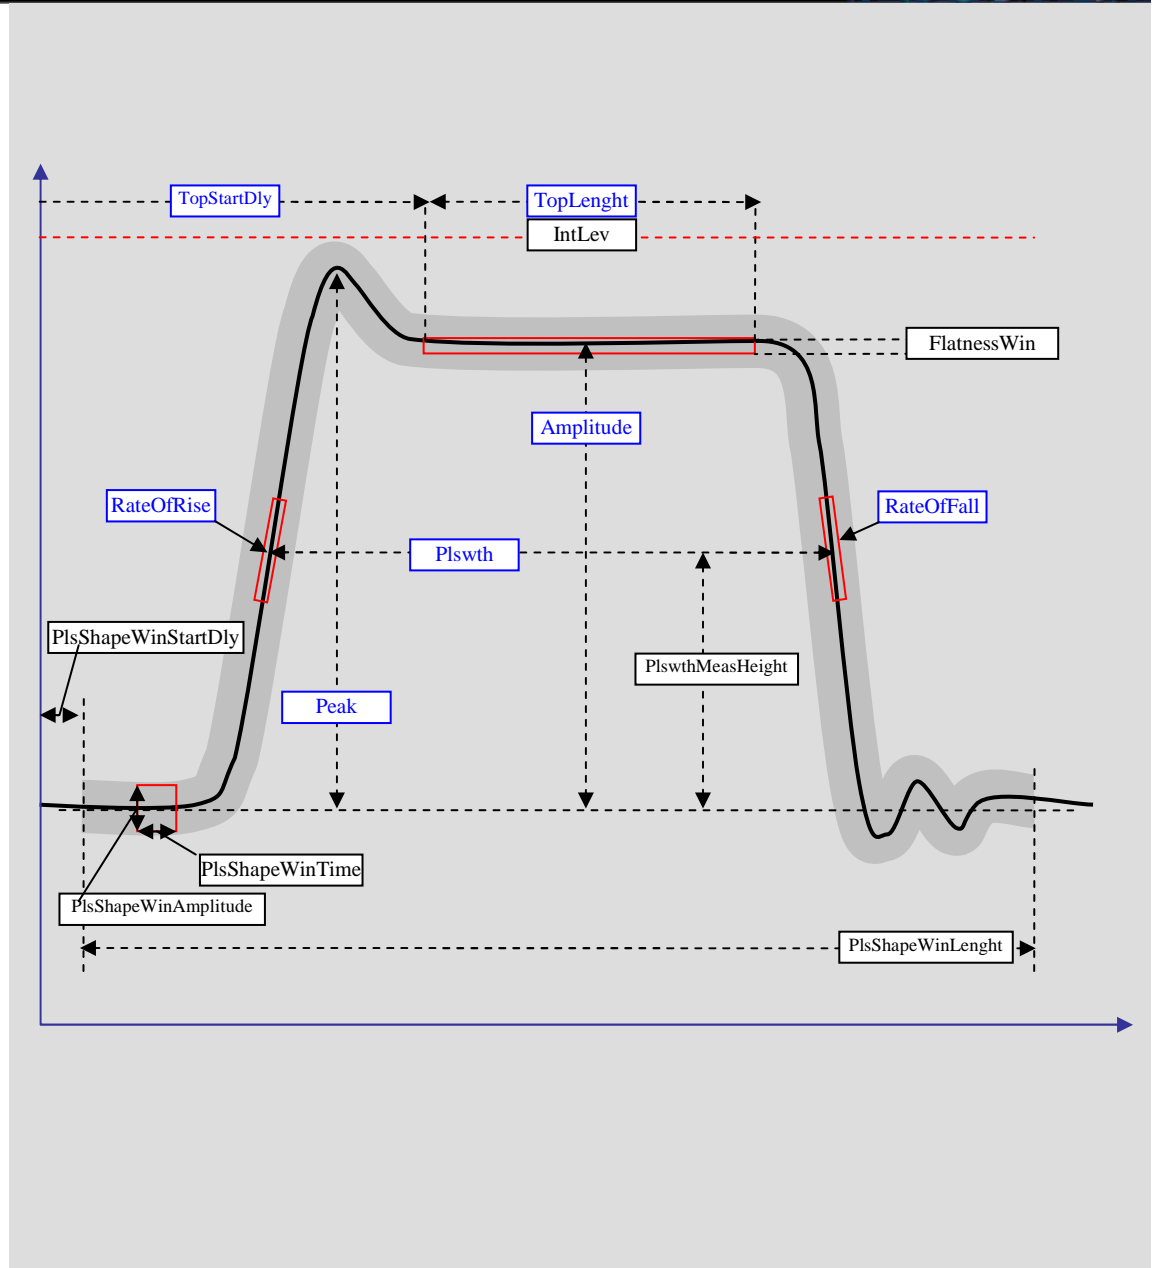 TopStartDly
TopLenght
IntLev
FlatnessWin
Amplitude
RateOfRise
RateOfFall
Plswth
PlsShapeWinStartDly
PlswthMeasHeight
Peak
PlsShapeWinTime
PlsShapeWinAmplitude
PlsShapeWinLenght